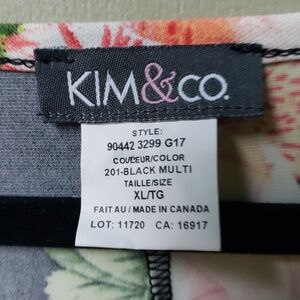 KIM&CO.
STYLE:
90442 3299 G17
COULEUR/COLOR
201-BLACK MULTI
TAILLE/SIZE
XL/TG
FAIT AU / MADE IN CANADA
LOT: 11720 CA: 16917